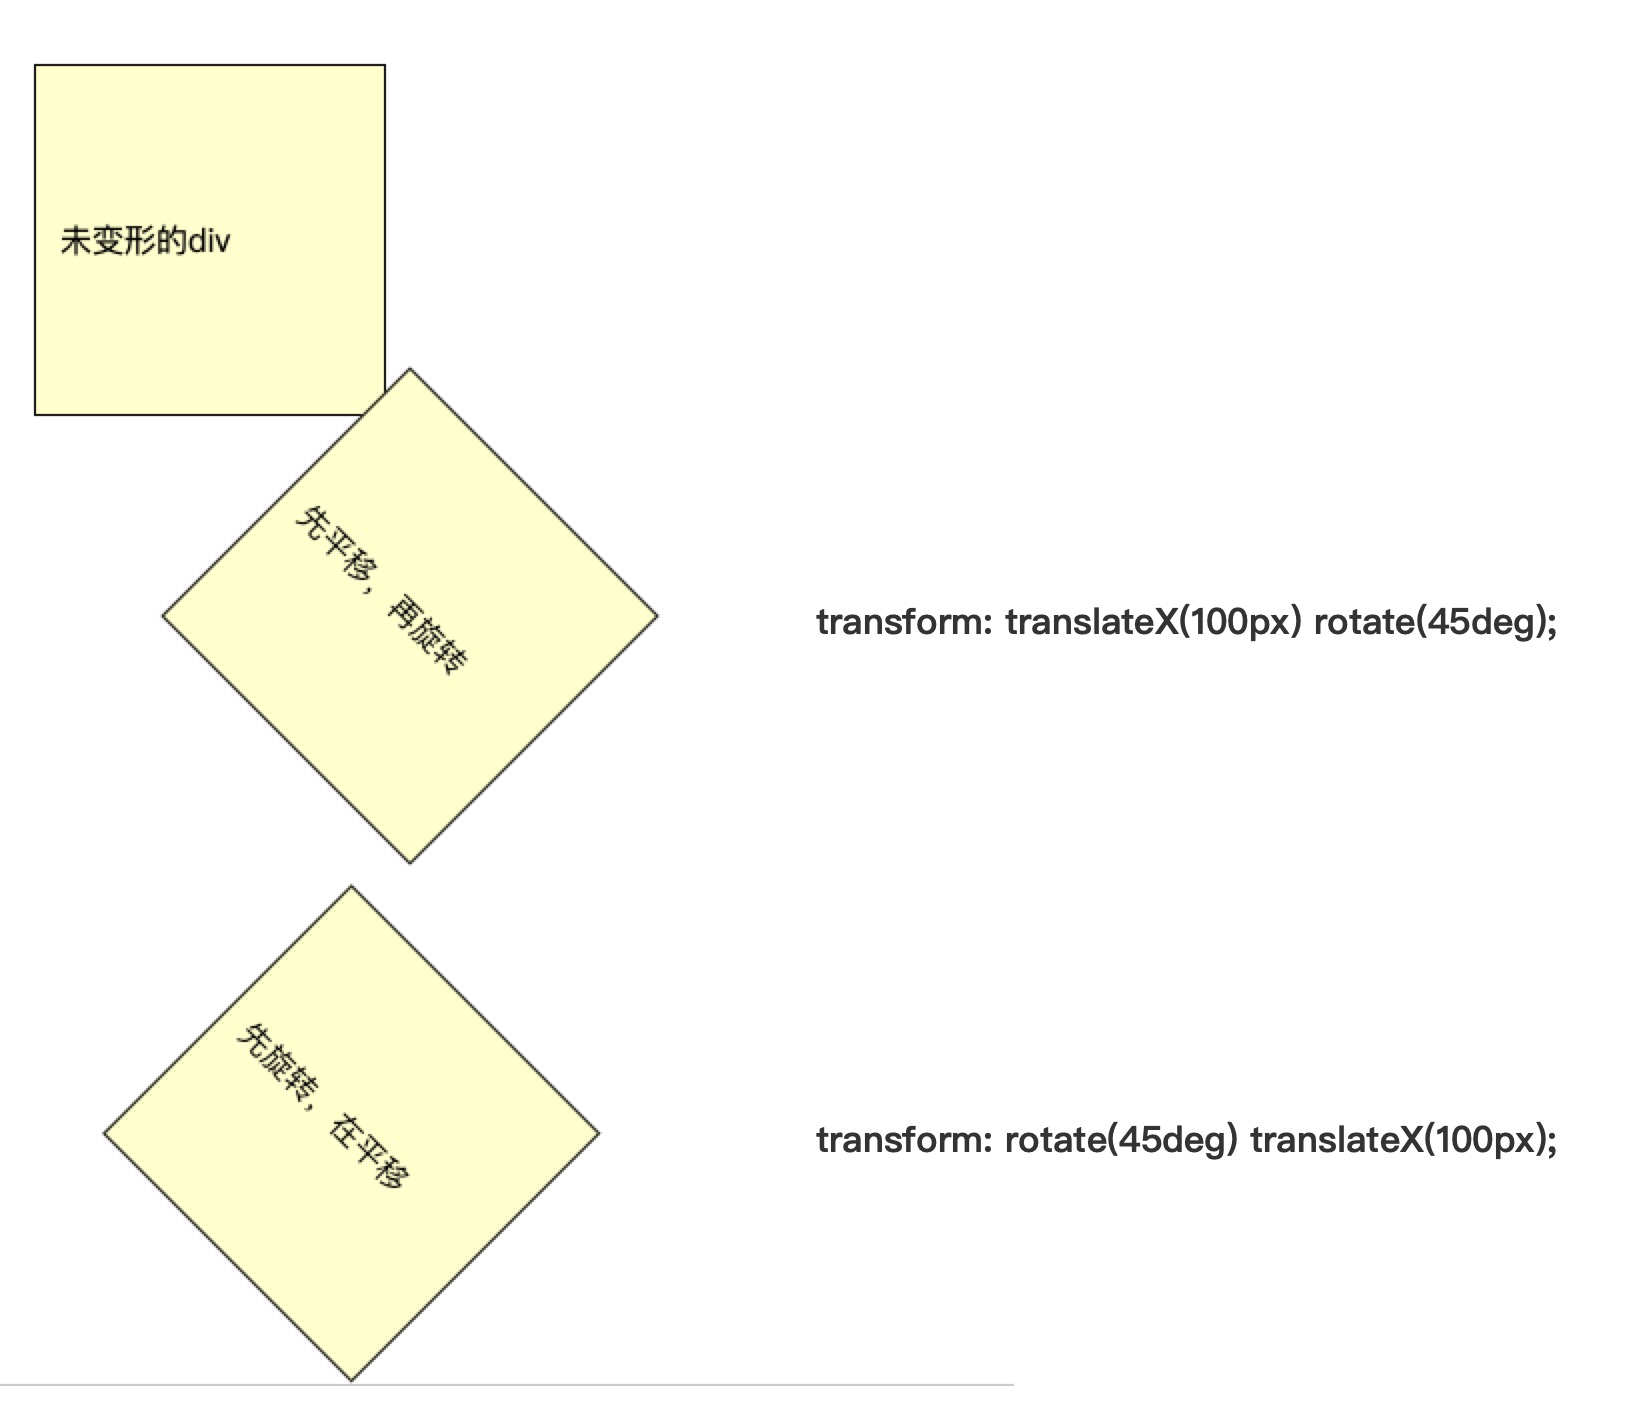 未变形的div
先平移，再旋转
transform: translateX(100px) rotate(45deg);
先旋转，在平移
transform: rotate(45deg) translateX(100px);